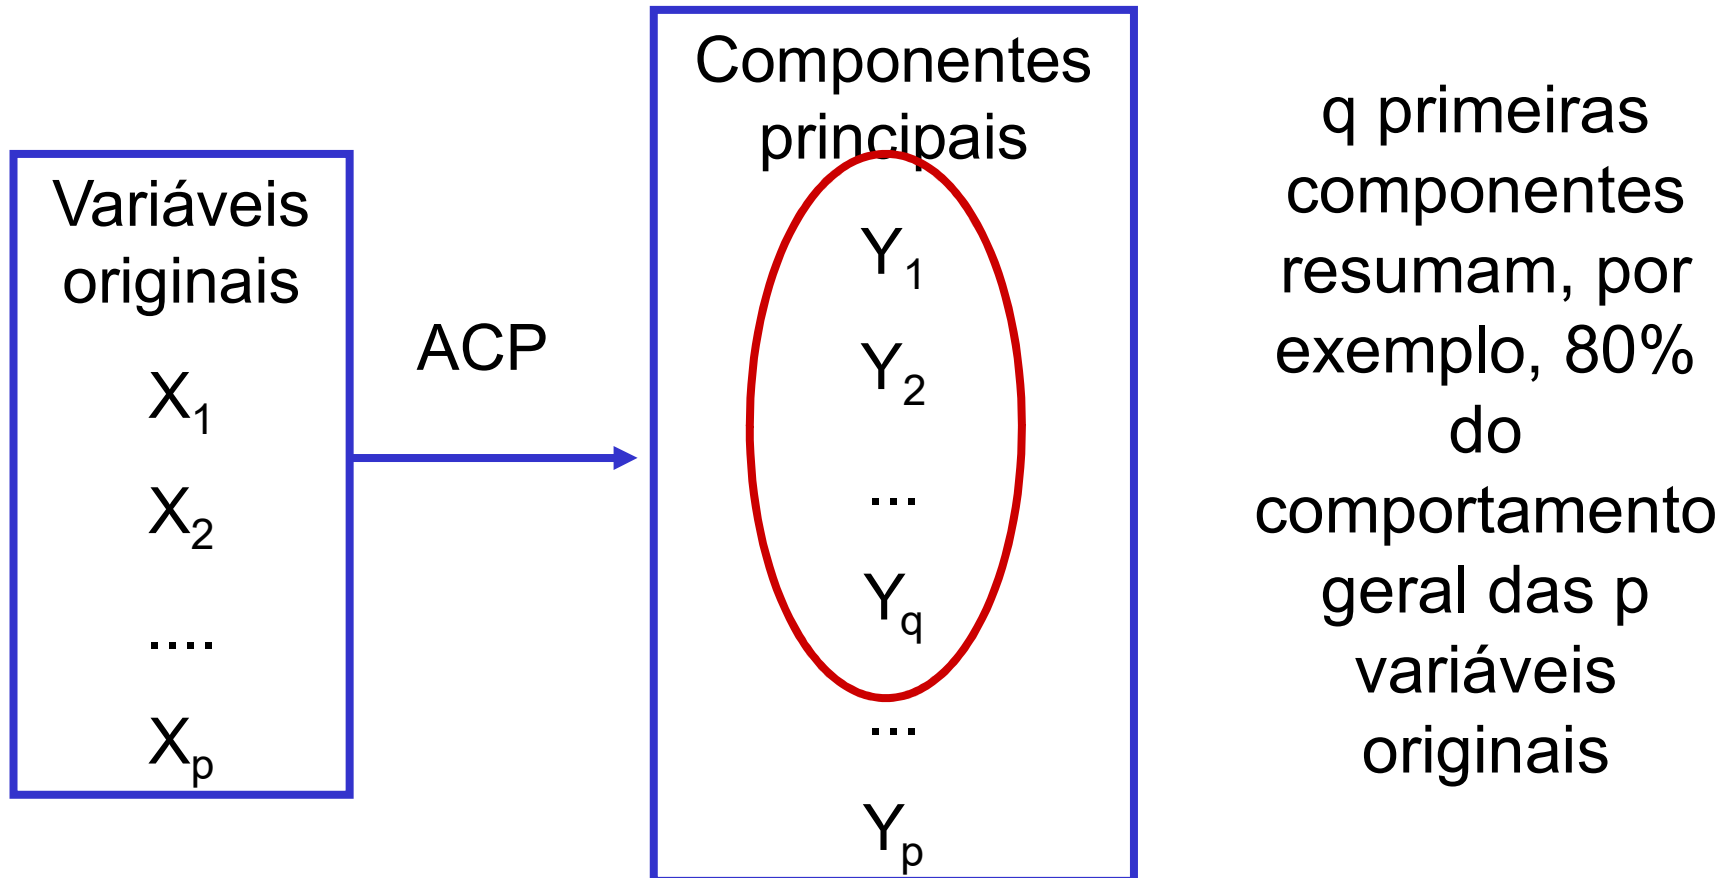 Variáveis
originais
X1
X2
....
Xp
ACP
Componentes
principais
Y1
Y2
...
Yq
...
Yp
q primeiras
componentes
resumam, por
exemplo, 80%
do
comportamento
geral das p
variáveis
originais